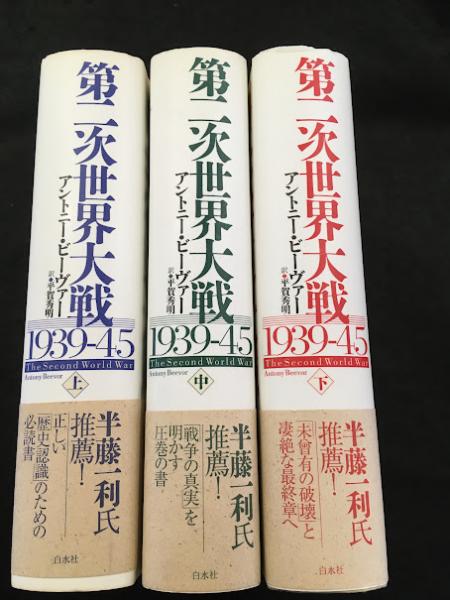 第二次世界大戦
アントニー・ビーヴァー
訳◆平賀秀明
1939-45
The Second World War
Antony Beevor
上
半藤一利氏
推薦！
正しい
「歴史認識」のための
必読書
白水社
第二次世界大戦
アントニー・ビーヴァー
訳◆平賀秀明
1939-45
The Second World War
Antony Beevor
中
半藤一利氏
推薦！
「戦争の真実」を
明かす
圧巻の書
白水社
第二次世界大戦
アントニー・ビーヴァー
訳◆平賀秀明
1939-45
The Second World War
Antony Beevor
下
半藤一利氏
推薦！
「未曾有の破壊」と
凄絶な最終章へ
白水社